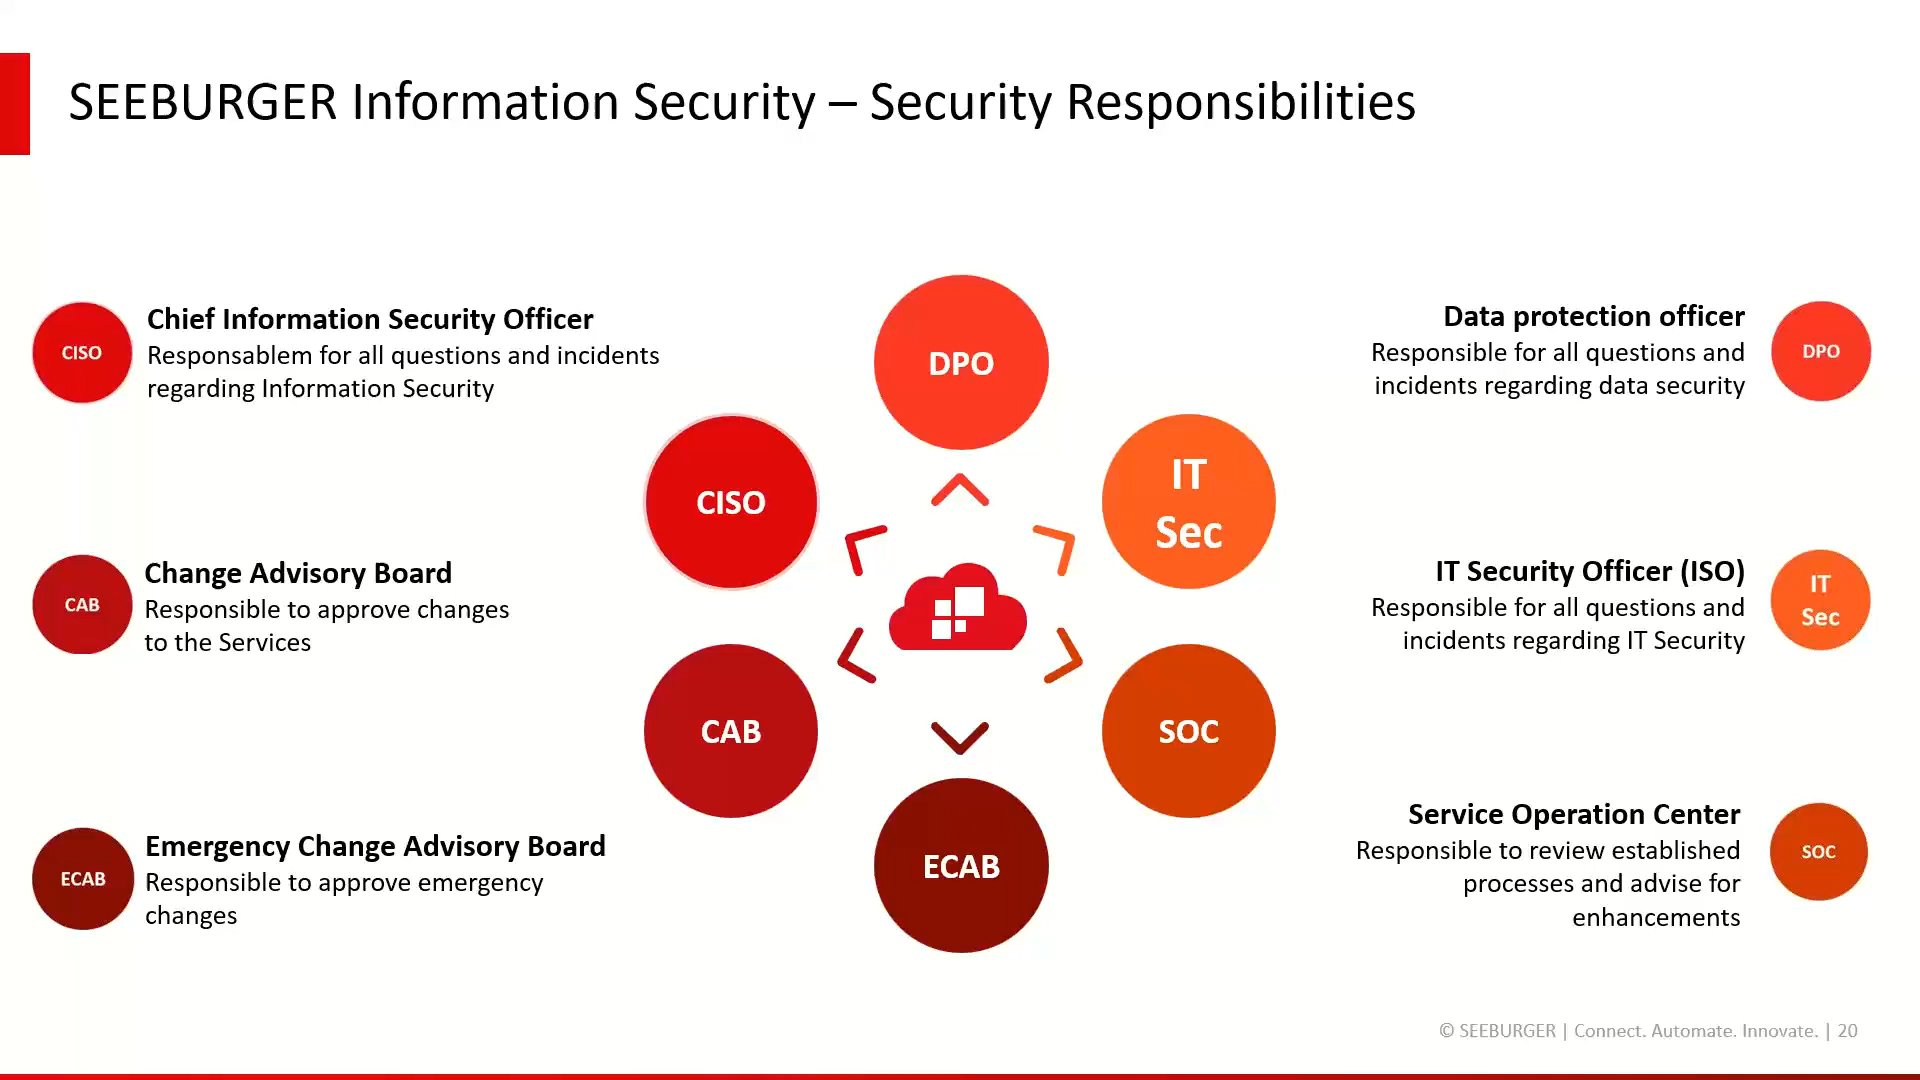 SEEBURGER Information Security – Security Responsibilities
CISO
Chief Information Security Officer
Responsablem for all questions and incidents
regarding Information Security
CAB
Change Advisory Board
Responsible to approve changes
to the Services
ECAB
Emergency Change Advisory Board
Responsible to approve emergency
changes
DPO
CISO
IT
Sec
CAB
SOC
ECAB
Data protection officer
Responsible for all questions and
incidents regarding data security
DPO
IT Security Officer (ISO)
Responsible for all questions and
incidents regarding IT Security
IT
Sec
Service Operation Center
Responsible to review established
processes and advise for
enhancements
SOC
© SEEBURGER | Connect. Automate. Innovate. | 20